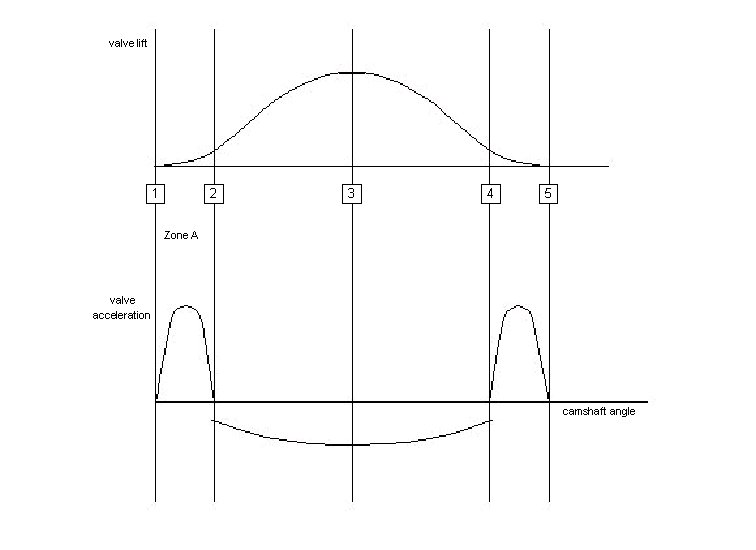 valve lift
1
2
3
4
5
Zone A
valve
acceleration
camshaft angle